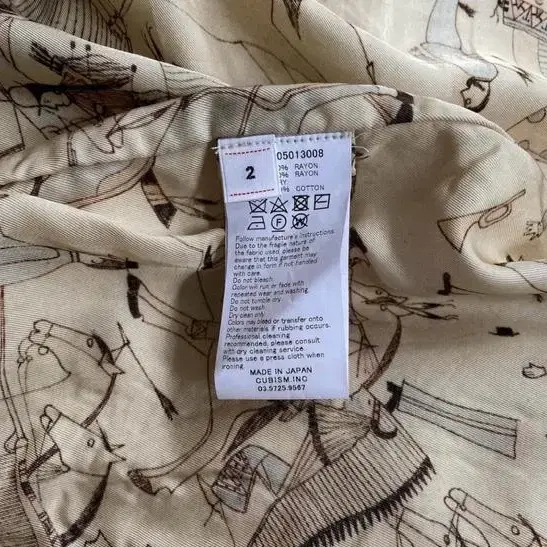 2
05013008
% RAYON
% RAYON
RY
% COTTON
Follow manufacture's instructions.
Due to the fragile nature of
the fabric used, please be
aware that the garment may
change in form if not handled
with care.
Do not bleach.
Color will run or fade with
repeated wear and washing.
Do not tumble dry.
Do not wash.
Dry clean only.
Colors may bleed or transfer onto
other materials if rubbing occurs.
Professional cleaning
recommended, please consult
with dry cleaning service.
Please use a press cloth when
ironing.
MADE IN JAPAN
CUBISM.INC
03.5725.9567